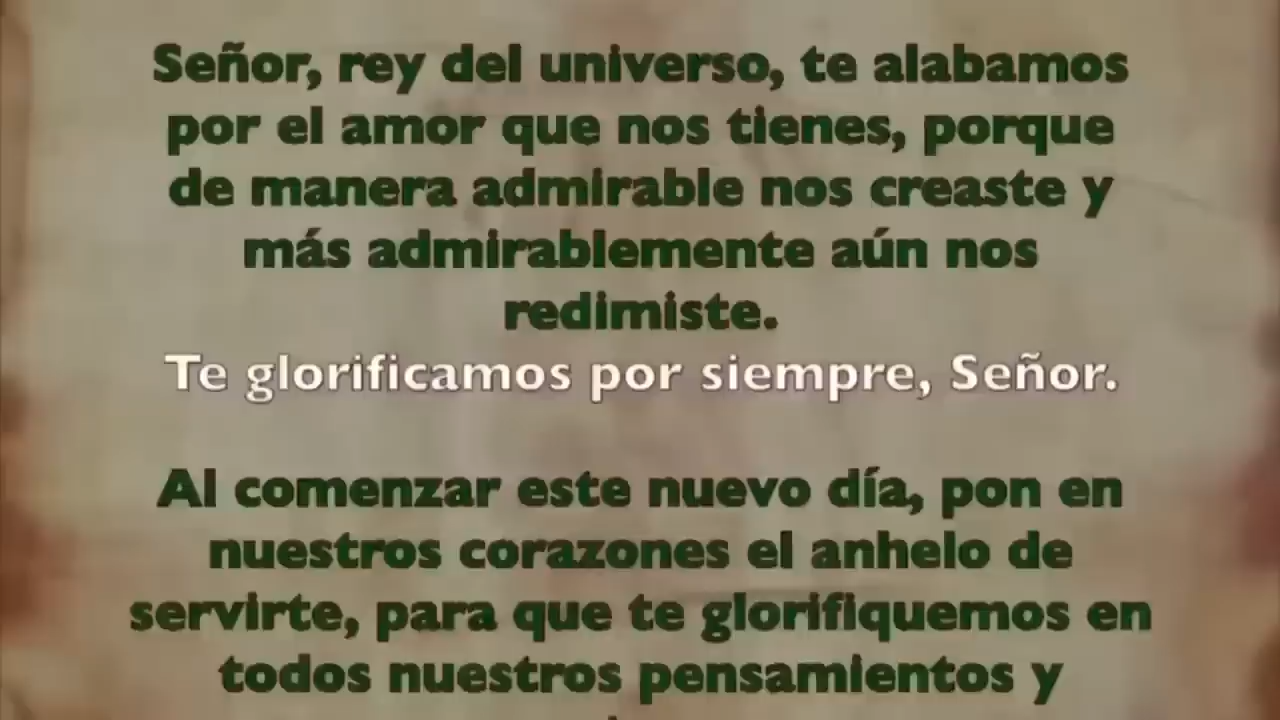 Señor, rey del universo, te alabamos
por el amor que nos tienes, porque
de manera admirable nos creaste y
más admirablemente aún nos
redimiste.
Te glorificamos por siempre, Señor.
Al comenzar este nuevo día, pon en
nuestros corazones el anhelo de
servirte, para que te glorifiquemos en
todos nuestros pensamientos y